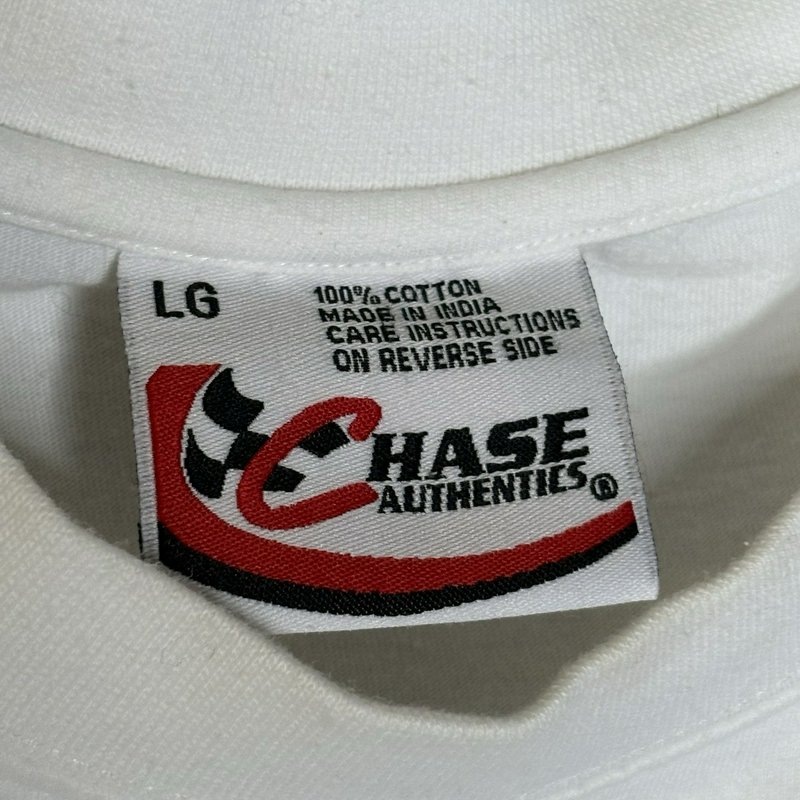 LG
100% COTTON
MADE IN INDIA
CARE INSTRUCTIONS
ON REVERSE SIDE
CHASE
AUTHENTICS®